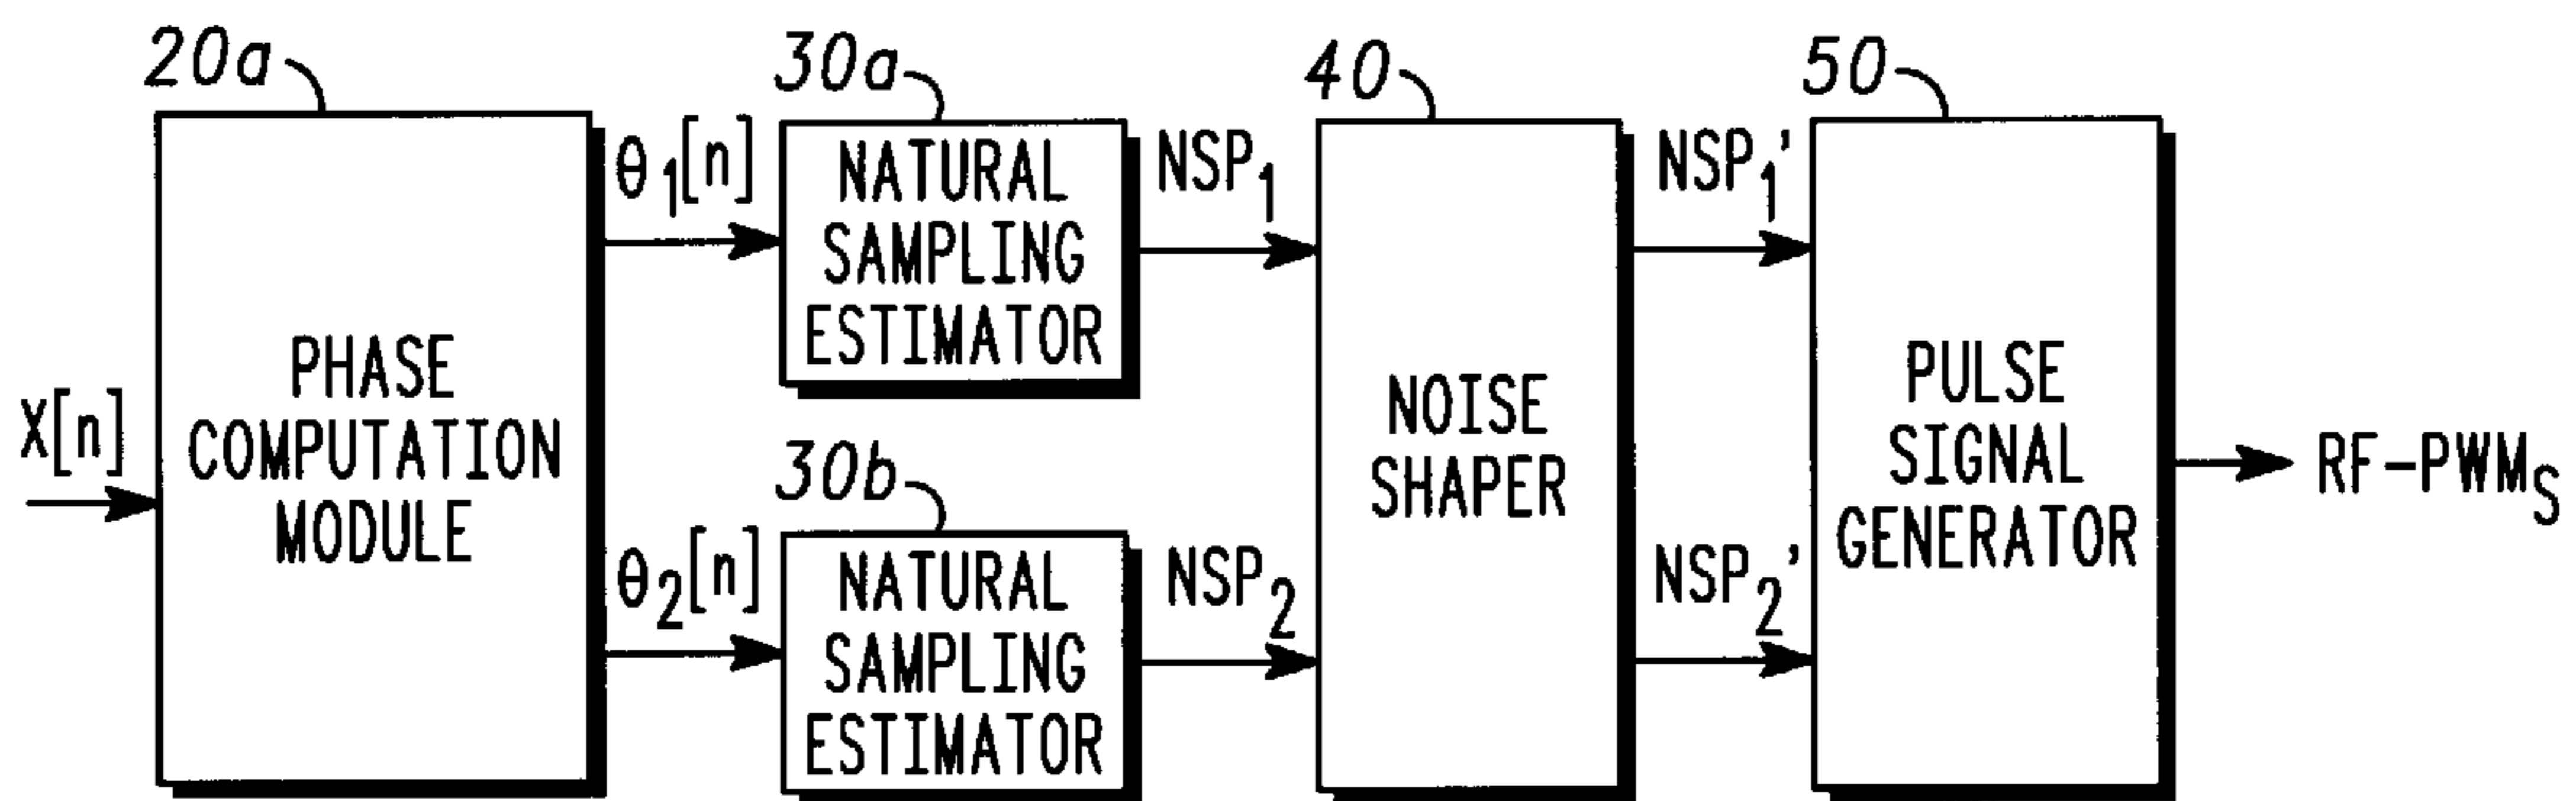 20a
30a
40
50
X[n]
PHASE
COMPUTATION
MODULE
θ1[n]
NATURAL
SAMPLING
ESTIMATOR
NSP1
30b
θ2[n]
NATURAL
SAMPLING
ESTIMATOR
NSP2
NOISE
SHAPER
NSP1'
NSP2'
PULSE
SIGNAL
GENERATOR
RF-PWMS